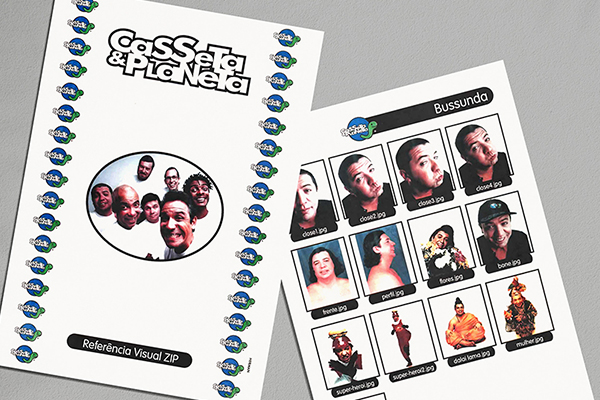 CASSETA
& PLANETA
Referência Visual ZIP
Bussunda
close1.jpg
close2.jpg
close3.jpg
close4.jpg
frente.jpg
perfil.jpg
flores.jpg
bone.jpg
super-heroi.jpg
super-heroi2.jpg
dalai lama.jpg
mulher.jpg